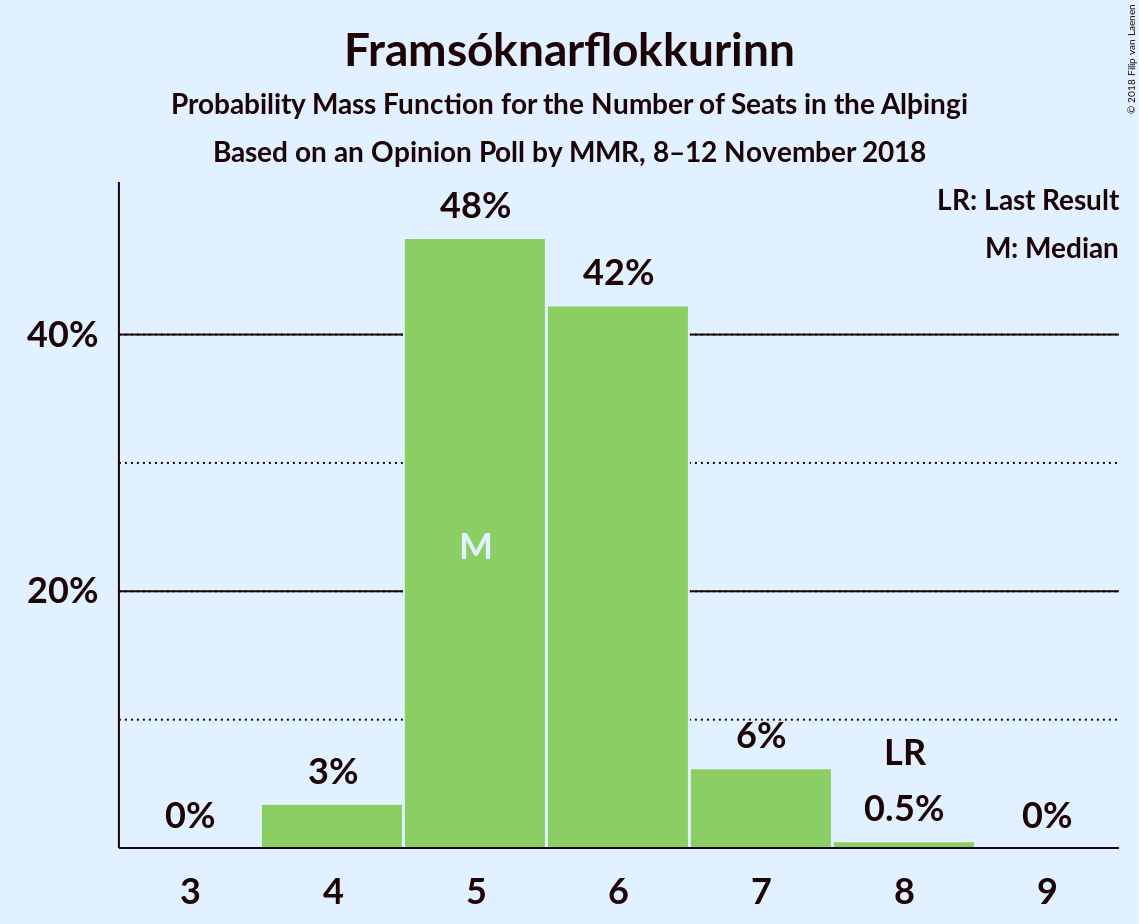 Framsóknarflokkurinn
Probability Mass Function for the Number of Seats in the Alþingi
Based on an Opinion Poll by MMR, 8–12 November 2018
© 2018 Filip van Laenen
LR: Last Result
M: Median
48%
42%
40%
M
20%
6%
LR
3%
0.5%
0%
0%
3 4 5 6 7 8 9